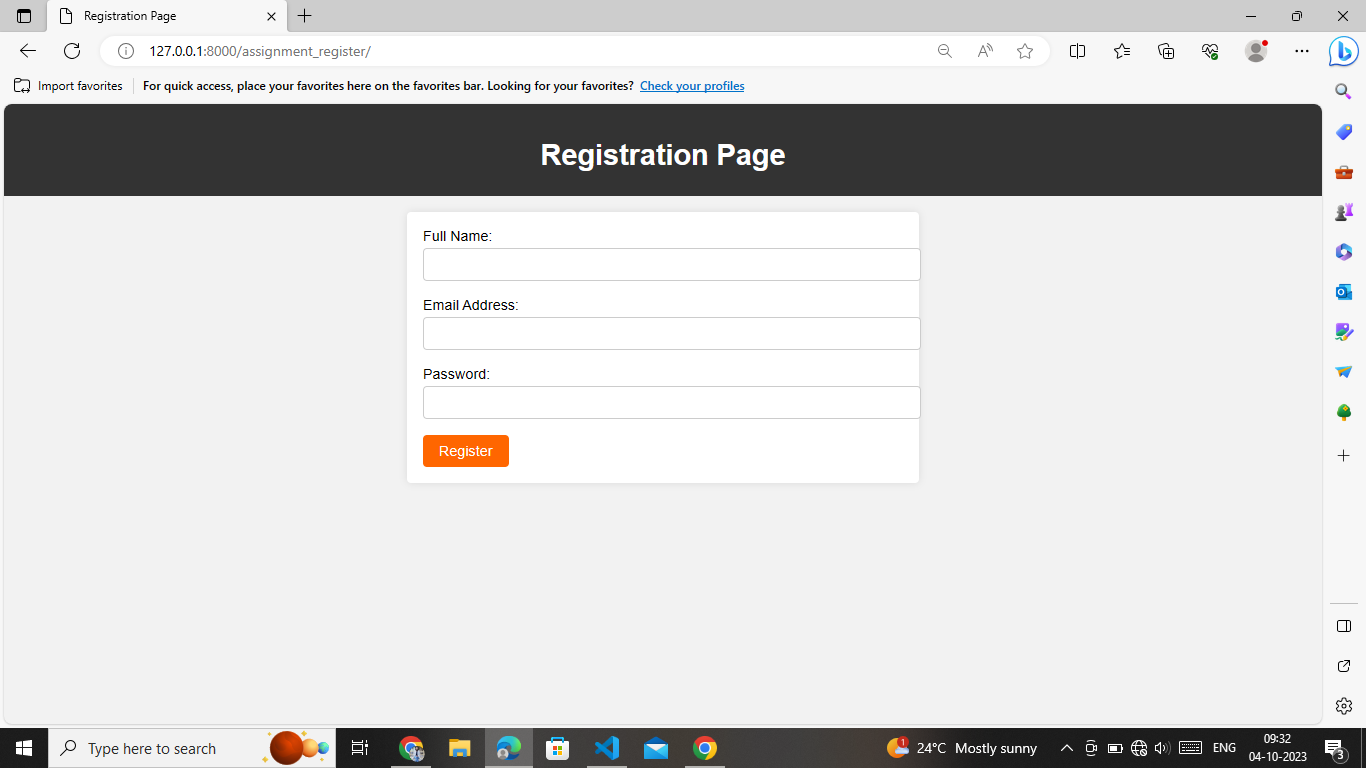 Registration Page
127.0.0.1:8000/assignment_register/
Import favorites
For quick access, place your favorites here on the favorites bar. Looking for your favorites? Check your profiles
Registration Page
Full Name:
Email Address:
Password:
Register
Type here to search
1
24°C Mostly sunny
ENG
09:32
04-10-2023
3